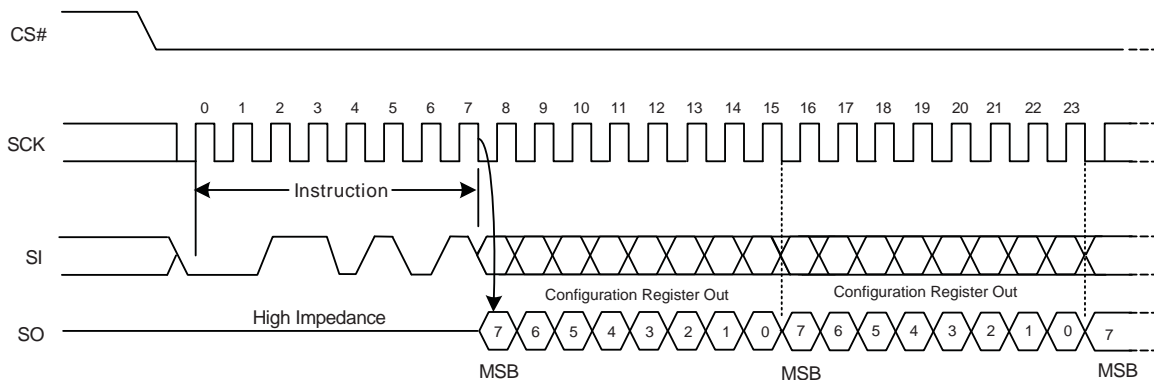 CS#
0 1 2 3 4 5 6 7 8 9 10 11 12 13 14 15 16 17 18 19 20 21 22 23
SCK
Instruction
SI
Configuration Register Out Configuration Register Out
High Impedance
SO 7 6 5 4 3 2 1 0 7 6 5 4 3 2 1 0 7
MSB MSB MSB